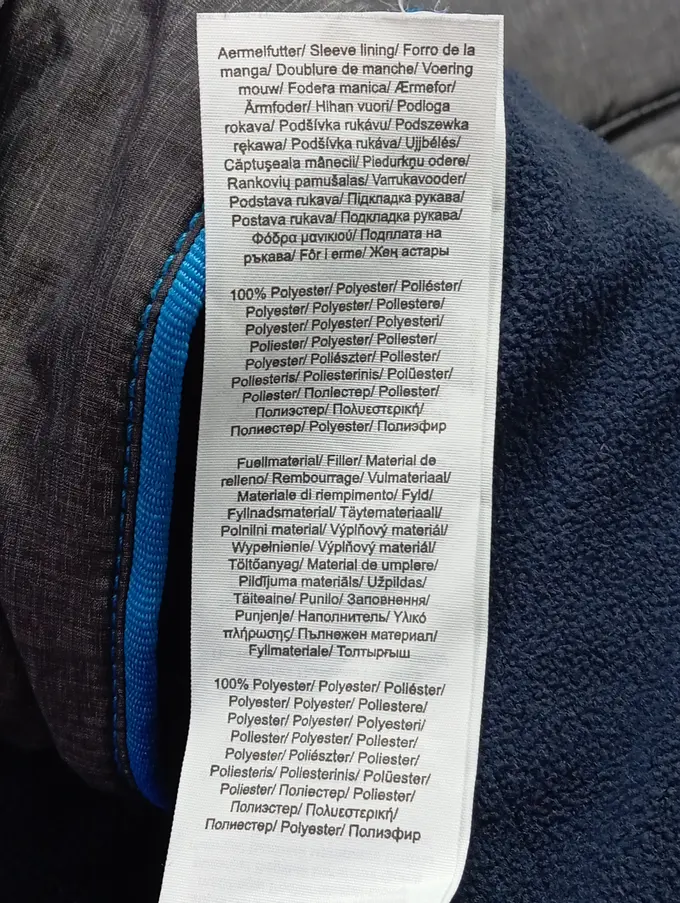 Aermelfutter/ Sleeve lining/ Forro de la
manga/ Doublure de manche/ Voering
mouw/ Fodera manica/ Ærmefor/
Ärmfoder/ Hihan vuori/ Podloga
rokava/ Podšívka rukávu/ Podszewka
rękawa/ Podšívka rukáva/ Ujjbélés/
Căptuşeala mânecii/ Piedurkņu odere/
Rankovių pamušalas/ Varrukavooder/
Podstava rukava/ Підкладка рукава/
Postava rukava/ Подкладка рукава/
Φόδρα μανικιού/ Подплата на
ръкава/ Fôr i erme/ Жең астары
100% Polyester/ Polyester/ Poliéster/
Polyester/ Polyester/ Poliestere/
Polyester/ Polyester/ Polyesteri/
Poliester/ Polyester/ Poliester/
Polyester/ Poliészter/ Poliester/
Poliesteris/ Poliesterinis/ Polüester/
Poliester/ Поліестер/ Poliester/
Полиэстер/ Πολυεστερική/
Полиестер/ Polyester/ Полиэфир
Fuellmaterial/ Filler/ Material de
relleno/ Rembourrage/ Vulmateriaal/
Materiale di riempimento/ Fyld/
Fyllnadsmaterial/ Täytemateriaali/
Polnilni material/ Výplňový materiál/
Wypełnienie/ Výplňový materiál/
Töltőanyag/ Material de umplere/
Pildījuma materiāls/ Užpildas/
Täiteaine/ Punilo/ Заповнення/
Punjenje/ Наполнитель/ Υλικό
πλήρωσης/ Пълнежен материал/
Fyllmateriale/ Толтырғыш
100% Polyester/ Polyester/ Poliéster/
Polyester/ Polyester/ Poliestere/
Polyester/ Polyester/ Polyesteri/
Poliester/ Polyester/ Poliester/
Polyester/ Poliészter/ Poliester/
Poliesteris/ Poliesterinis/ Polüester/
Poliester/ Поліестер/ Poliester/
Полиэстер/ Πολυεστερική/
Полиестер/ Polyester/ Полиэфир